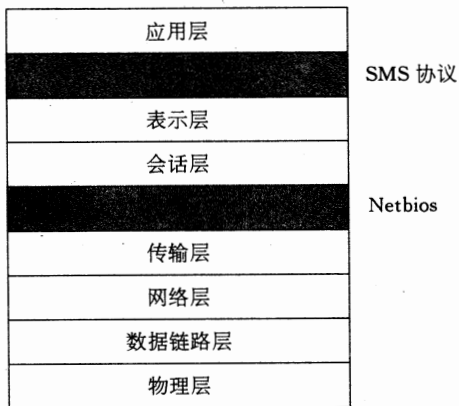 应用层
SMS 协议
表示层
会话层
Netbios
传输层
网络层
数据链路层
物理层